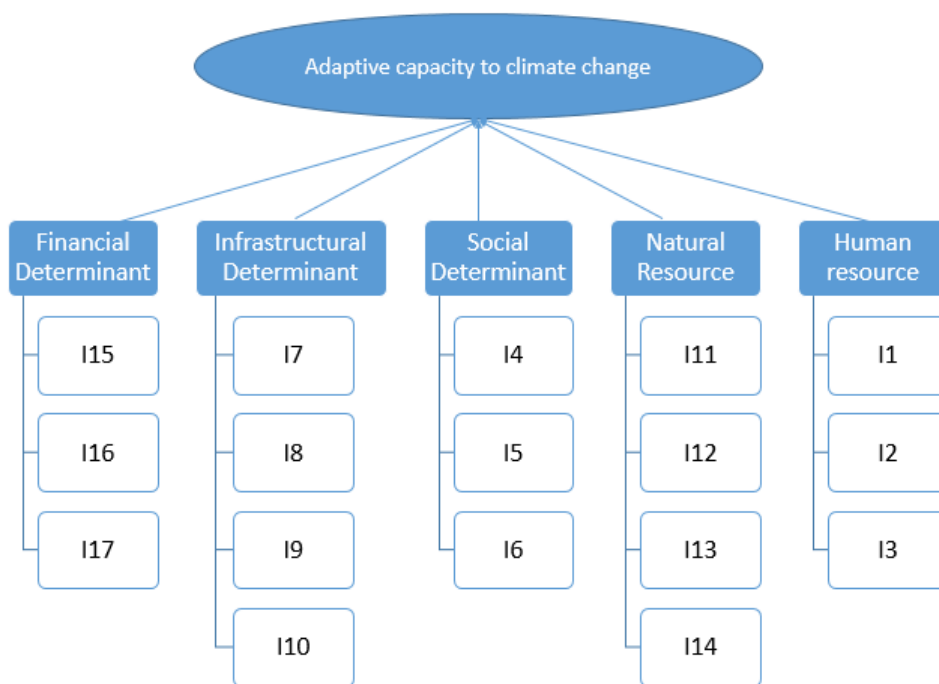 Adaptive capacity to climate change
Financial
Determinant
Infrastructural
Determinant
Social
Determinant
Natural
Resource
Human
resource
I15
I7
I4
I11
I1
I16
I8
I5
I12
I2
I17
I9
I6
I13
I3
I10
I14